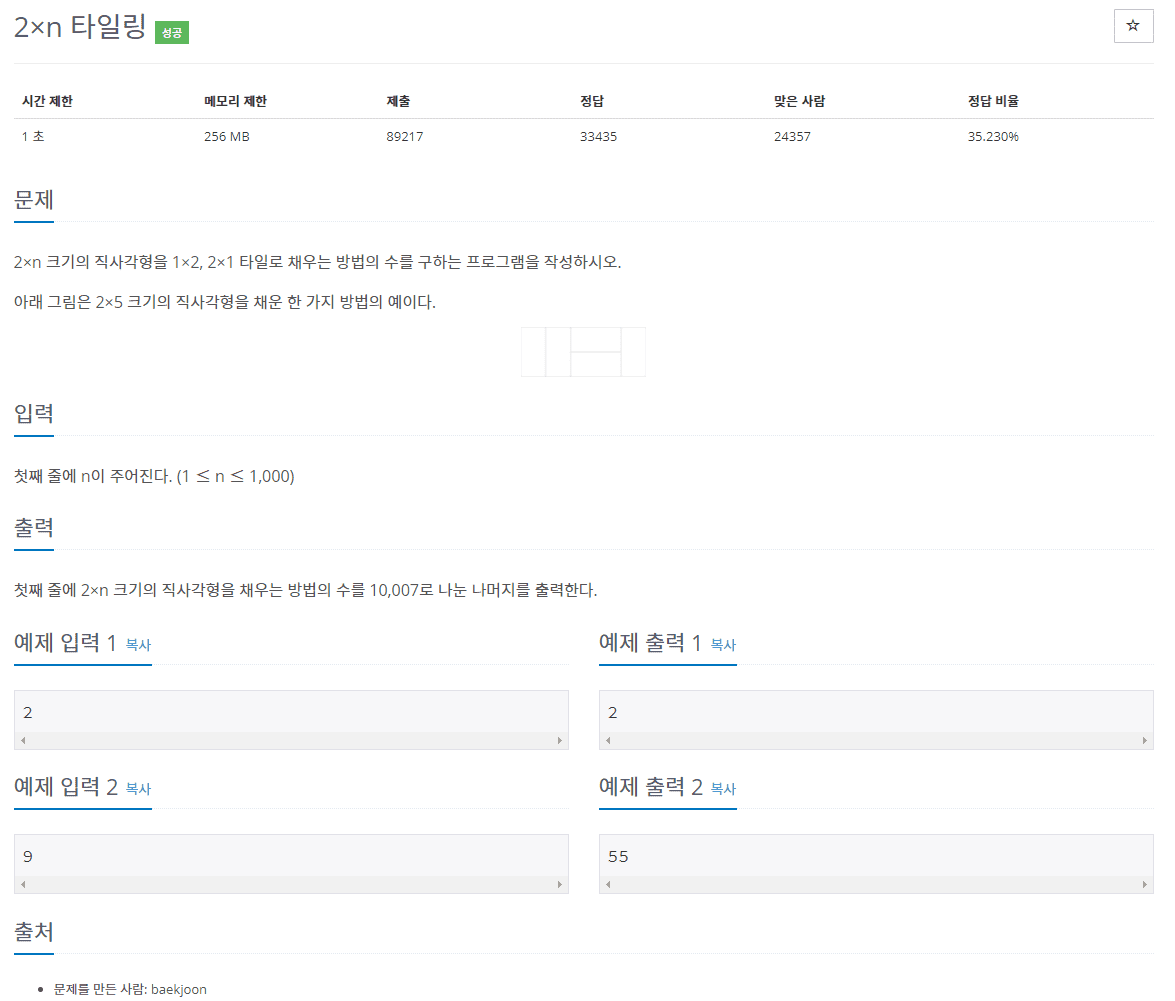 2×n 타일링 성공
☆
시간 제한 메모리 제한 제출 정답 맞은 사람 정답 비율
1 초 256 MB 89217 33435 24357 35.230%
문제
2×n 크기의 직사각형을 1×2, 2×1 타일로 채우는 방법의 수를 구하는 프로그램을 작성하시오.
아래 그림은 2×5 크기의 직사각형을 채운 한 가지 방법의 예이다.
입력
첫째 줄에 n이 주어진다. (1 ≤ n ≤ 1,000)
출력
첫째 줄에 2×n 크기의 직사각형을 채우는 방법의 수를 10,007로 나눈 나머지를 출력한다.
예제 입력 1 복사
2
예제 출력 1 복사
2
예제 입력 2 복사
9
예제 출력 2 복사
55
출처
• 문제를 만든 사람: baekjoon